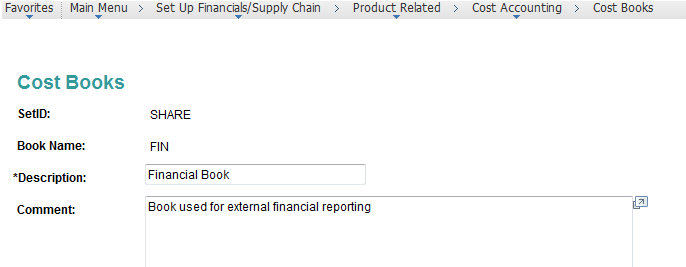 Favorites Main Menu > Set Up Financials/Supply Chain > Product Related > Cost Accounting > Cost Books
Cost Books
SetID: SHARE
Book Name: FIN
*Description: Financial Book
Comment: Book used for external financial reporting